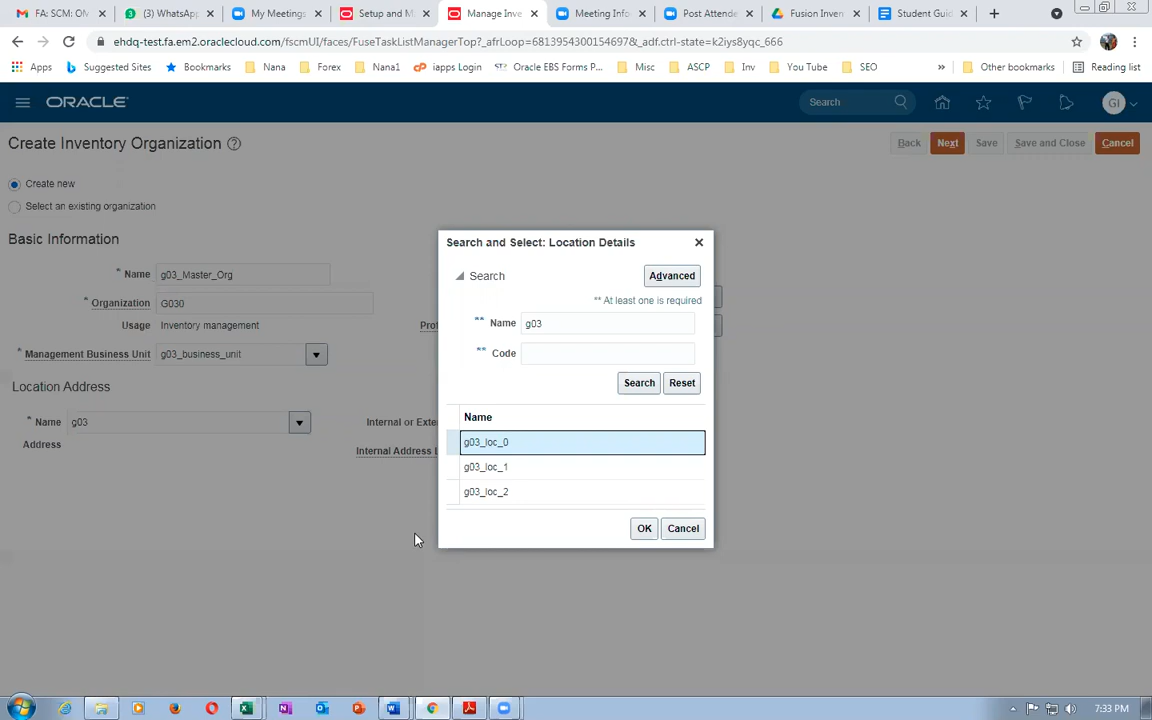 FA: SCM: OM
(3) WhatsApp
My Meetings
Setup and M
Manage Inve
Meeting Info
Post Attende
Fusion Inven
Student Guid
ehdq-test.fa.em2.oraclecloud.com/fscmUI/faces/FuseTaskListManagerTop?_afrLoop=6813954300154697&_adf.ctrl-state=k2iys8yqc_666
Apps
Suggested Sites
Bookmarks
Nana
Forex
Nana1
iapps Login
Oracle EBS Forms P...
Misc
ASCP
Inv
You Tube
SEO
»
Other bookmarks
Reading list
ORACLE
Search
GI
Create Inventory Organization ?
Back
Next
Save
Save and Close
Cancel
Create new
Select an existing organization
Basic Information
* Name g03_Master_Org
* Organization G030
Usage Inventory management
Prof
* Management Business Unit g03_business_unit
Location Address
* Name g03
Internal or Exte
Address
Internal Address L
Search and Select: Location Details
Search
Advanced
** At least one is required
** Name g03
** Code
Search Reset
Name
g03_loc_0
g03_loc_1
g03_loc_2
OK Cancel
7:33 PM